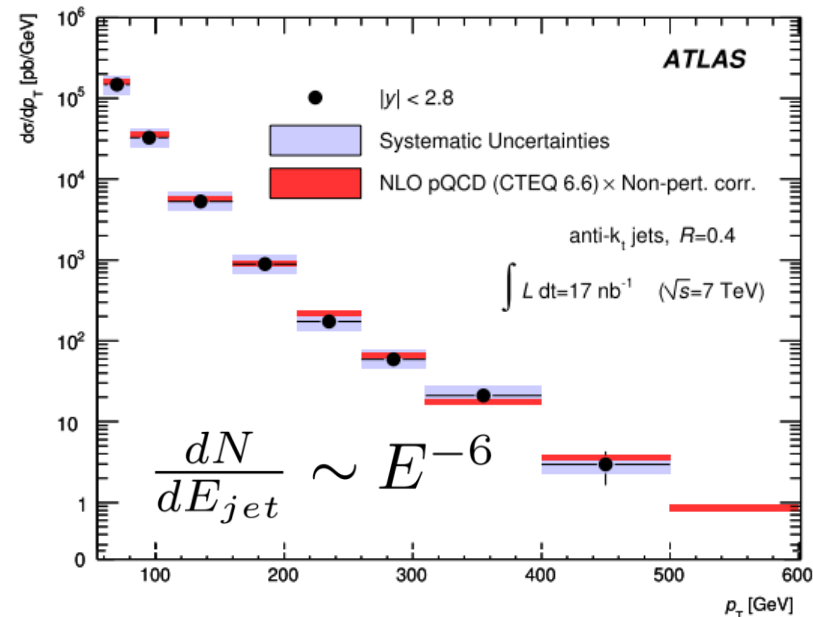 dσ/dp_T [pb/GeV]
10^6
10^5
10^4
10^3
10^2
10
1
0
ATLAS
|y| < 2.8
Systematic Uncertainties
NLO pQCD (CTEQ 6.6) × Non-pert. corr.
anti-k_t jets, R=0.4
∫ L dt=17 nb^-1 (√s=7 TeV)
dN/dE_jet ~ E^-6
100 200 300 400 500 600
p_T [GeV]